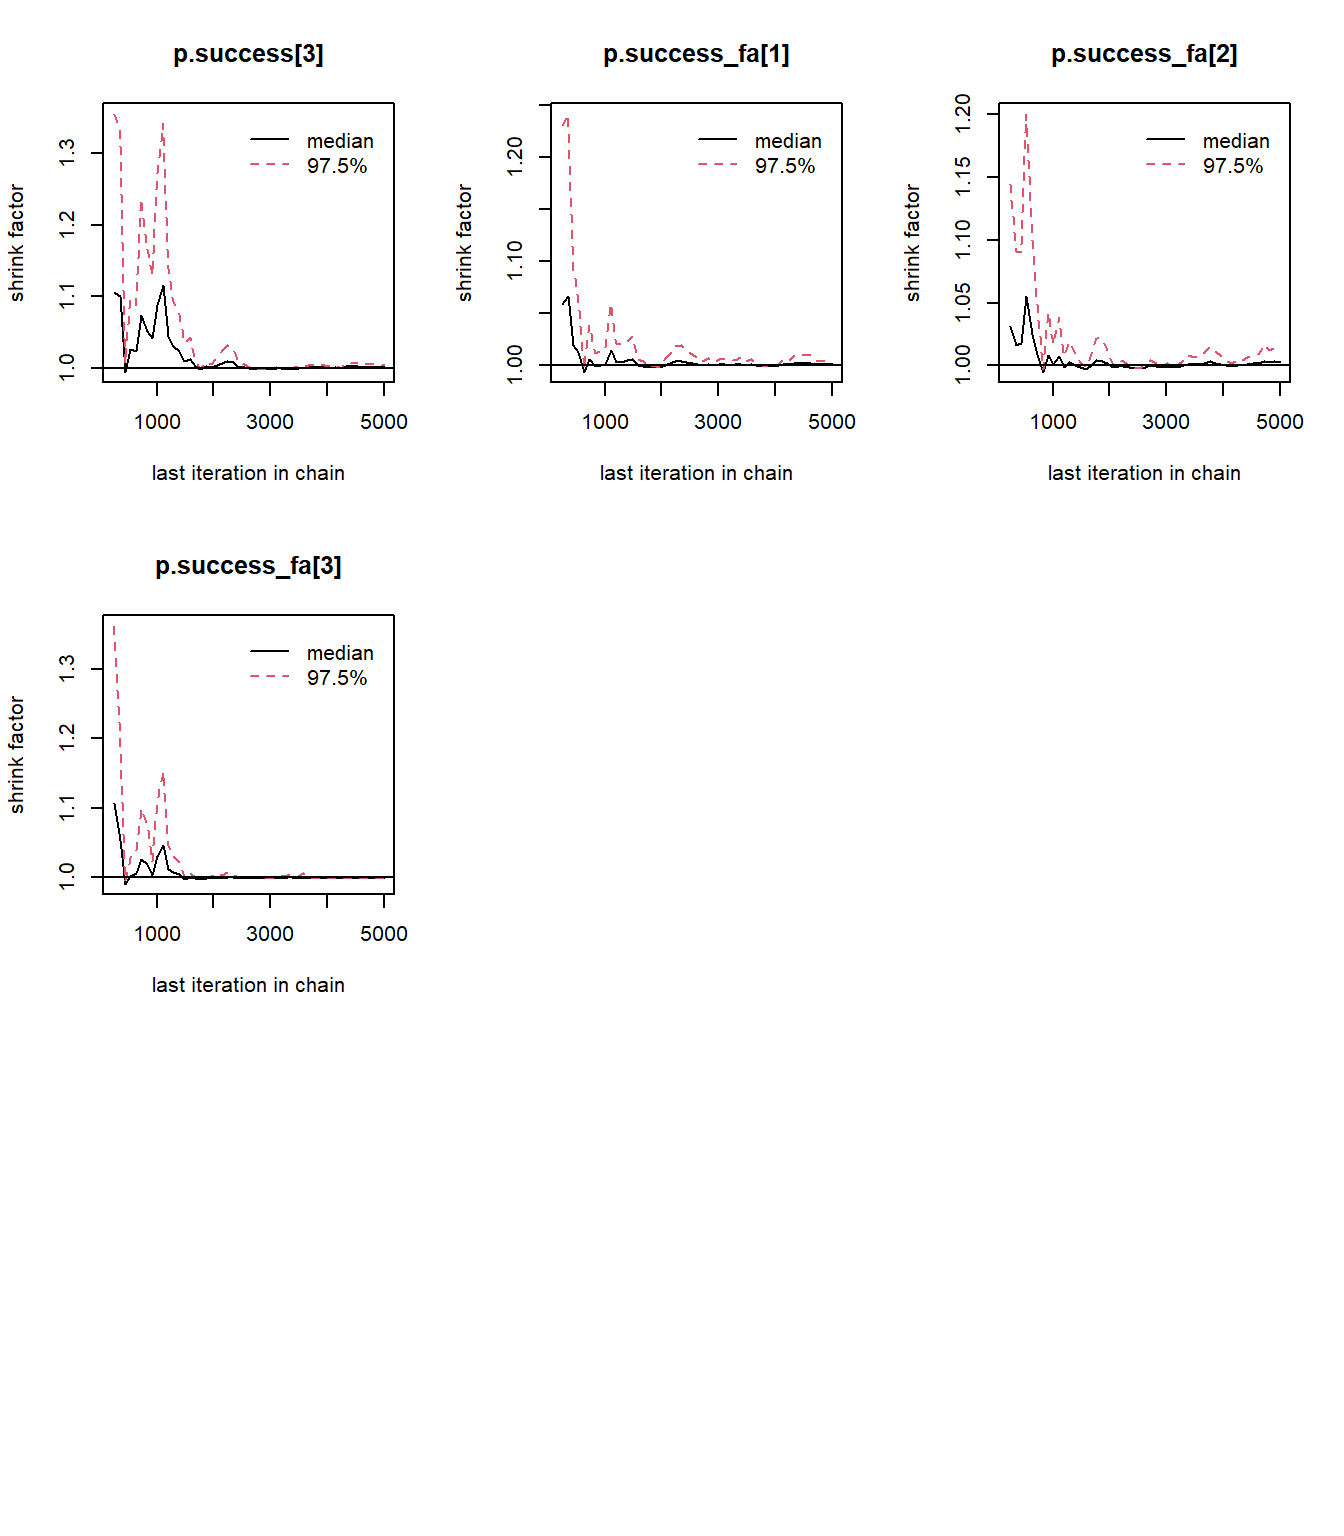 p.success[3]
shrink factor
1.0
1.1
1.2
1.3
median
97.5%
1000
3000
5000
last iteration in chain
p.success_fa[1]
shrink factor
1.00
1.10
1.20
median
97.5%
1000
3000
5000
last iteration in chain
p.success_fa[2]
shrink factor
1.00
1.05
1.10
1.15
1.20
median
97.5%
1000
3000
5000
last iteration in chain
p.success_fa[3]
shrink factor
1.0
1.1
1.2
1.3
median
97.5%
1000
3000
5000
last iteration in chain